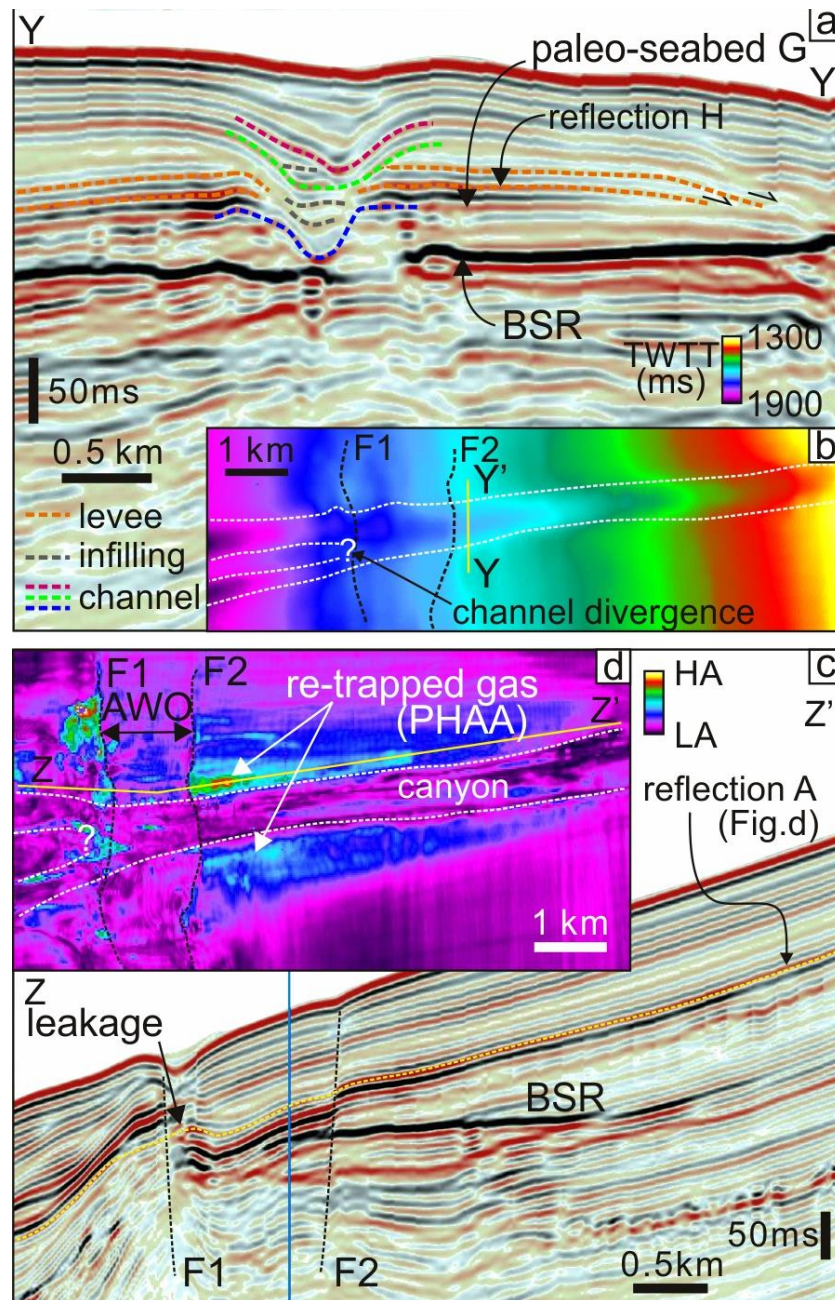 Y
a
paleo-seabed G
Y'
reflection H
BSR
TWTT
(ms)
1300
1900
50ms
0.5 km
levee
infilling
channel
b
1 km
F1
F2
Y'
?
Y
channel divergence
d
F1
F2
AWO
re-trapped gas
(PHAA)
Z'
Z
canyon
?
1 km
c
HA
LA
Z'
reflection A
(Fig.d)
Z
leakage
BSR
F1
F2
50ms
0.5km